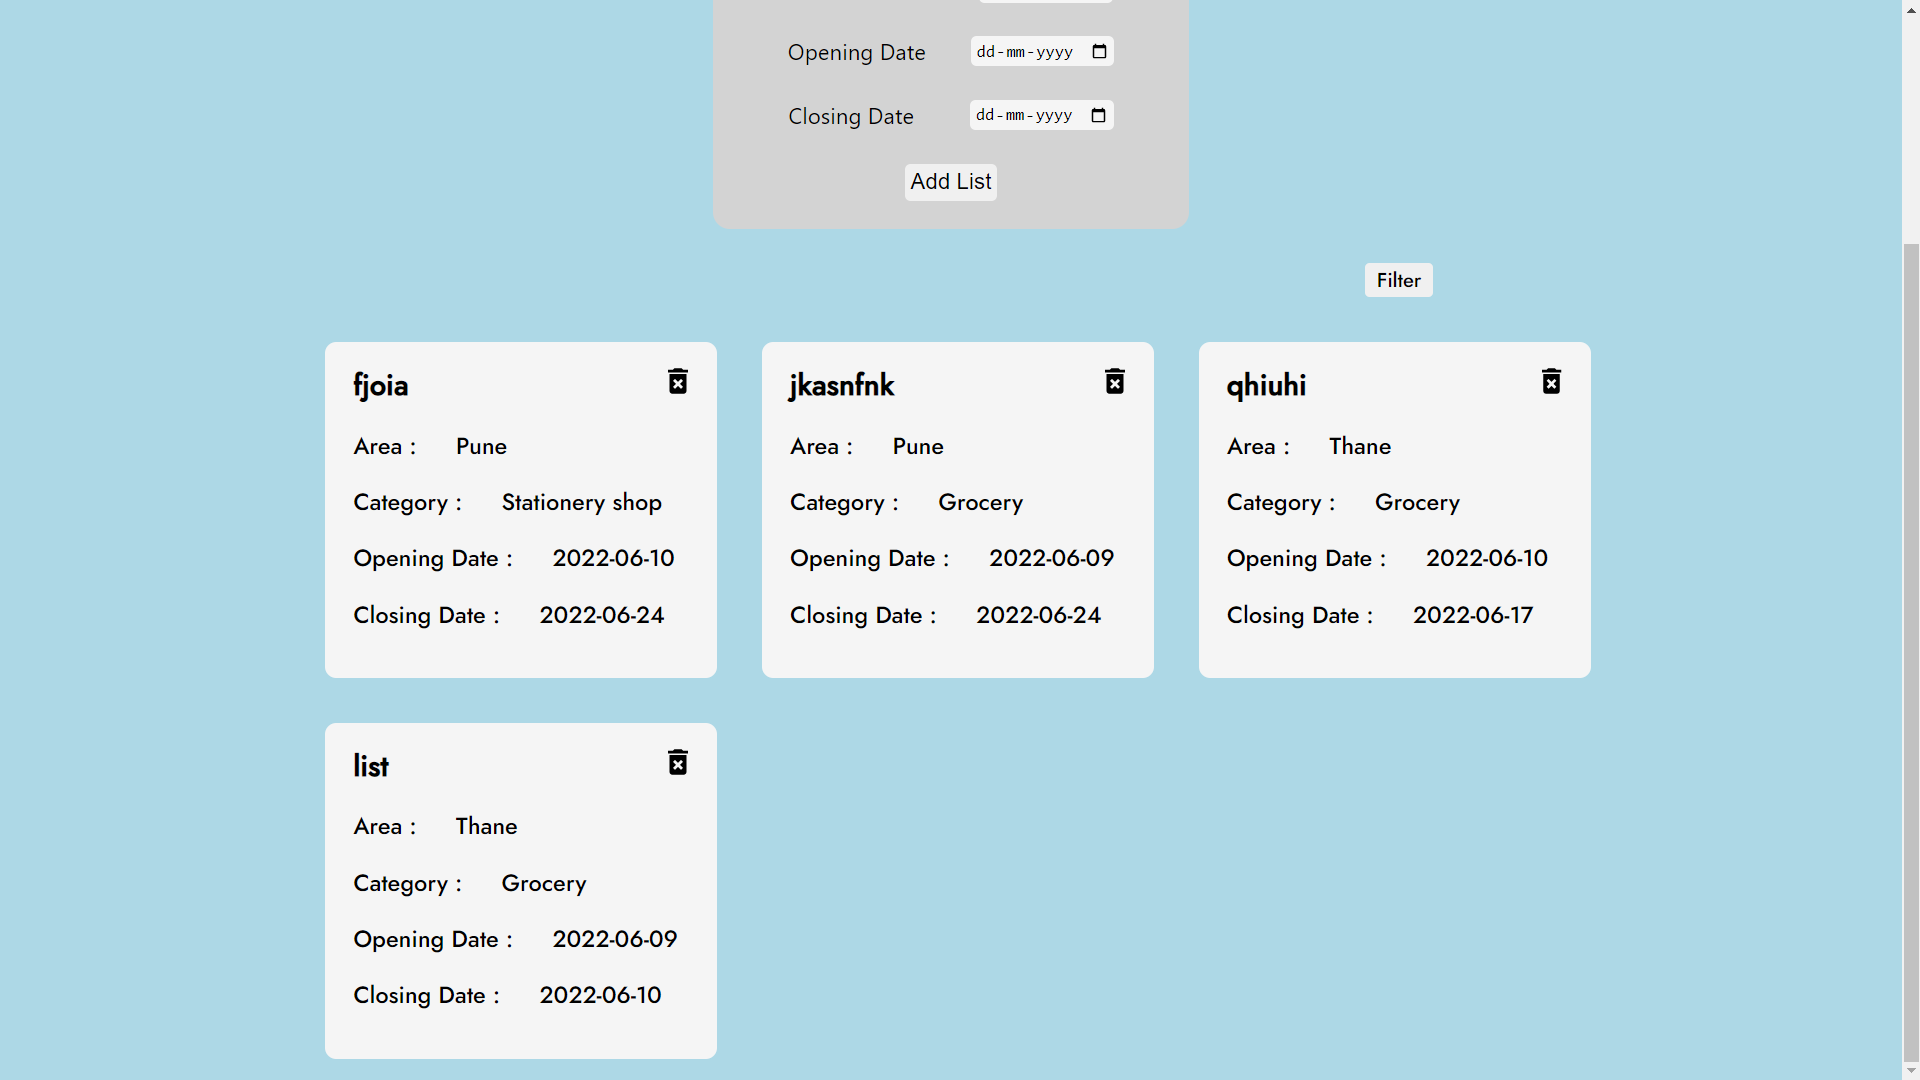 Opening Date dd-mm-yyyy
Closing Date dd-mm-yyyy
Add List
Filter
fjoia
Area : Pune
Category : Stationery shop
Opening Date : 2022-06-10
Closing Date : 2022-06-24
jkasnfnk
Area : Pune
Category : Grocery
Opening Date : 2022-06-09
Closing Date : 2022-06-24
qhiuhi
Area : Thane
Category : Grocery
Opening Date : 2022-06-10
Closing Date : 2022-06-17
list
Area : Thane
Category : Grocery
Opening Date : 2022-06-09
Closing Date : 2022-06-10